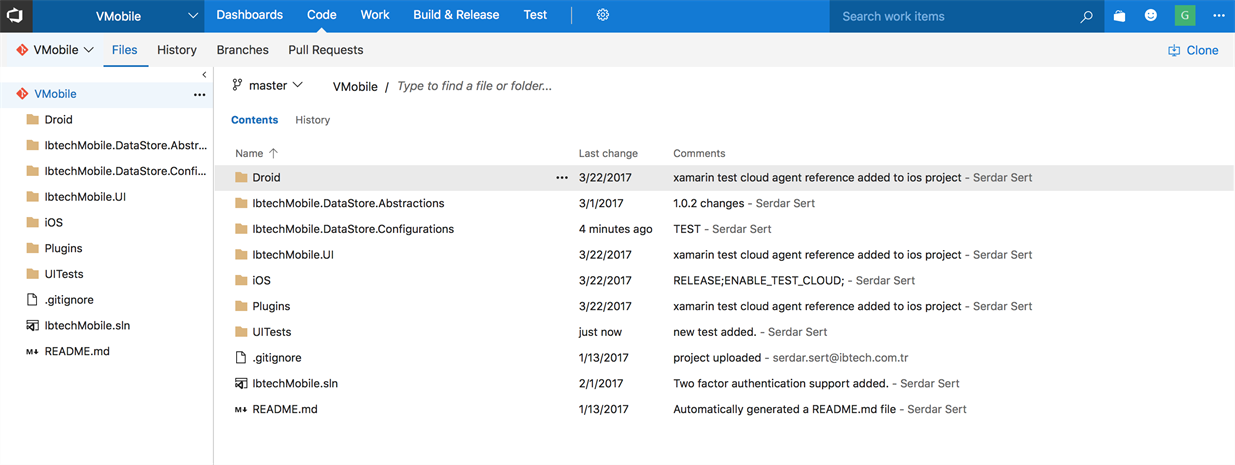 VMobile Dashboards Code Work Build & Release Test Search work items G
VMobile Files History Branches Pull Requests Clone
VMobile
Droid
IbtechMobile.DataStore.Abstr...
IbtechMobile.DataStore.Confi...
IbtechMobile.UI
iOS
Plugins
UITests
.gitignore
IbtechMobile.sln
M↓ README.md
master VMobile / Type to find a file or folder...
Contents History
Name Last change Comments
Droid 3/22/2017 xamarin test cloud agent reference added to ios project - Serdar Sert
IbtechMobile.DataStore.Abstractions 3/1/2017 1.0.2 changes - Serdar Sert
IbtechMobile.DataStore.Configurations 4 minutes ago TEST - Serdar Sert
IbtechMobile.UI 3/22/2017 xamarin test cloud agent reference added to ios project - Serdar Sert
iOS 3/22/2017 RELEASE;ENABLE_TEST_CLOUD; - Serdar Sert
Plugins 3/22/2017 xamarin test cloud agent reference added to ios project - Serdar Sert
UITests just now new test added. - Serdar Sert
.gitignore 1/13/2017 project uploaded - serdar.sert@ibtech.com.tr
IbtechMobile.sln 2/1/2017 Two factor authentication support added. - Serdar Sert
M↓ README.md 1/13/2017 Automatically generated a README.md file - Serdar Sert